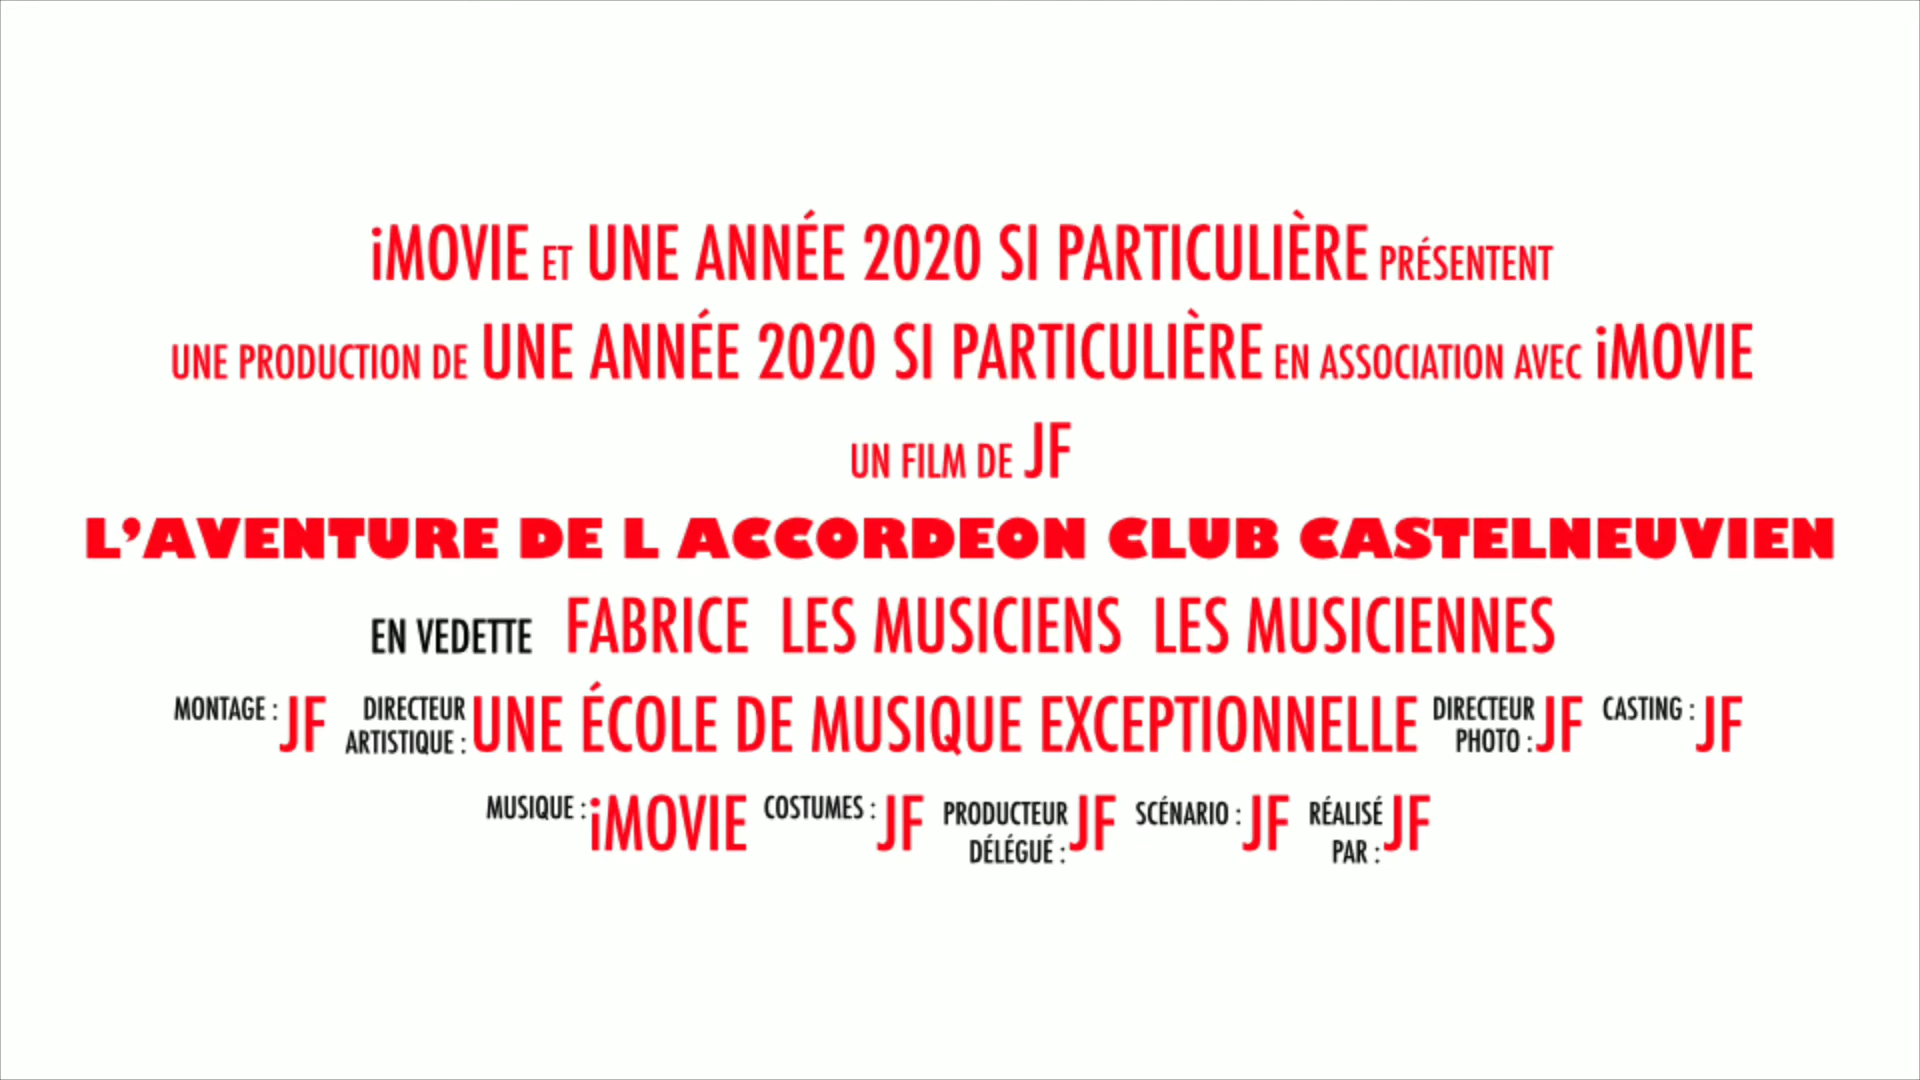 iMOVIE ET UNE ANNÉE 2020 SI PARTICULIÈRE PRÉSENTENT
UNE PRODUCTION DE UNE ANNÉE 2020 SI PARTICULIÈRE EN ASSOCIATION AVEC iMOVIE
UN FILM DE JF
L’AVENTURE DE L ACCORDEON CLUB CASTELNEUVIEN
EN VEDETTE FABRICE LES MUSICIENS LES MUSICIENNES
MONTAGE : JF DIRECTEUR ARTISTIQUE : UNE ÉCOLE DE MUSIQUE EXCEPTIONNELLE DIRECTEUR PHOTO : JF CASTING : JF
MUSIQUE : iMOVIE COSTUMES : JF PRODUCTEUR DÉLÉGUÉ : JF SCÉNARIO : JF RÉALISÉ PAR : JF